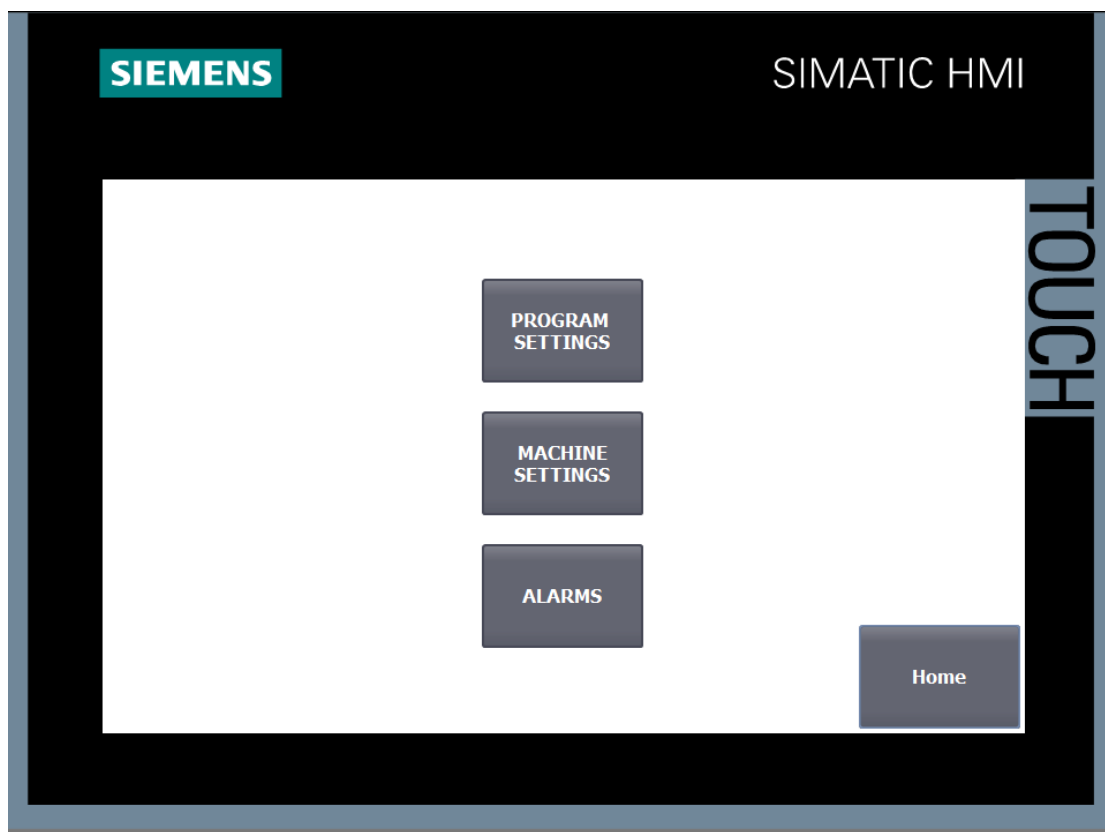 SIEMENS
SIMATIC HMI
TOUCH
PROGRAM
SETTINGS
MACHINE
SETTINGS
ALARMS
Home